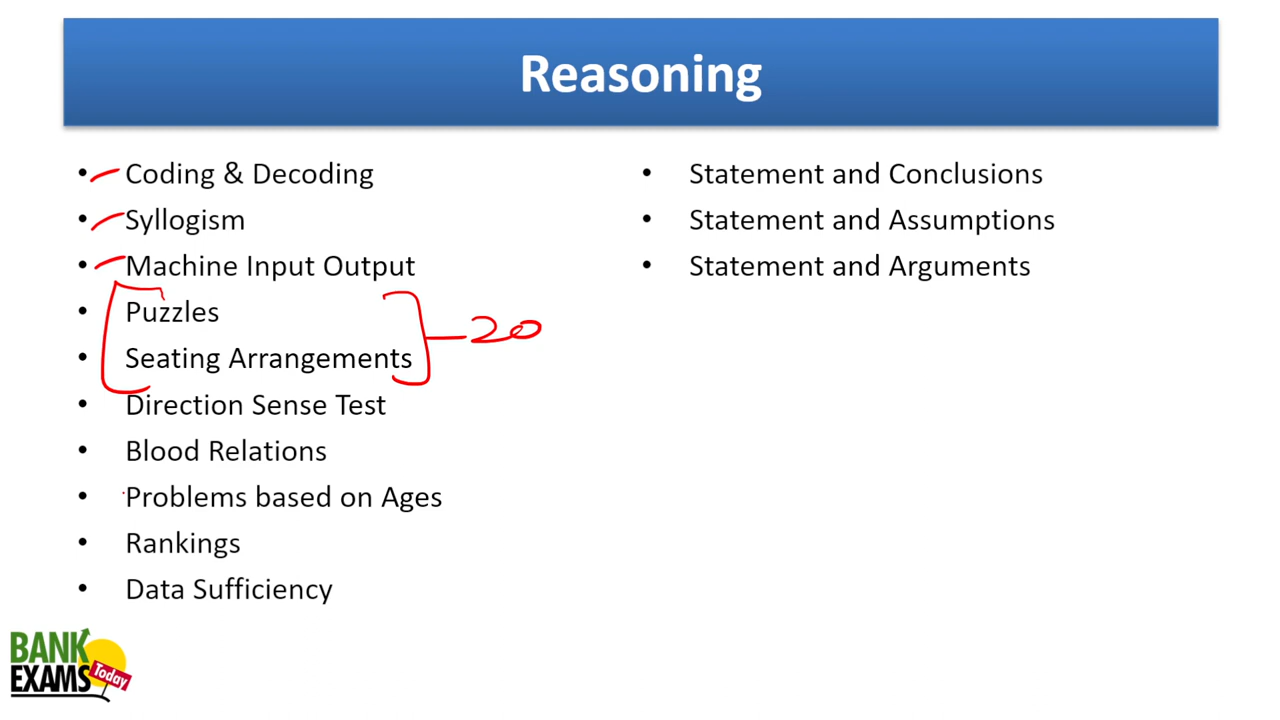 Reasoning
• Coding & Decoding
• Syllogism
• Machine Input Output
• Puzzles
• Seating Arrangements
20
• Direction Sense Test
• Blood Relations
• Problems based on Ages
• Rankings
• Data Sufficiency
• Statement and Conclusions
• Statement and Assumptions
• Statement and Arguments
BANK
EXAMS
Today